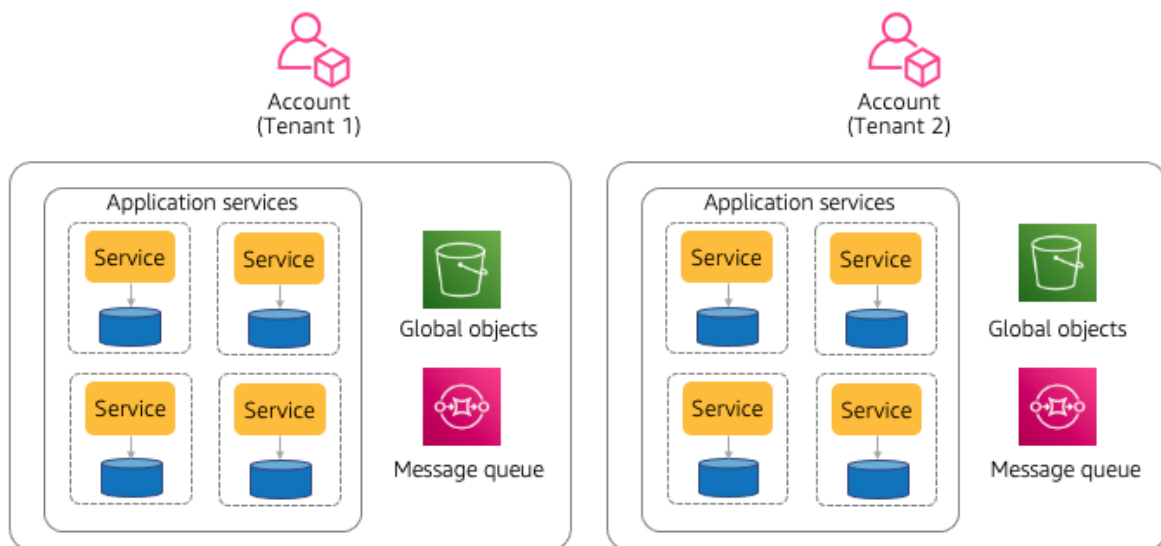 Account
(Tenant 1)
Account
(Tenant 2)
Application services
Service
Service
Service
Service
Global objects
Message queue
Application services
Service
Service
Service
Service
Global objects
Message queue